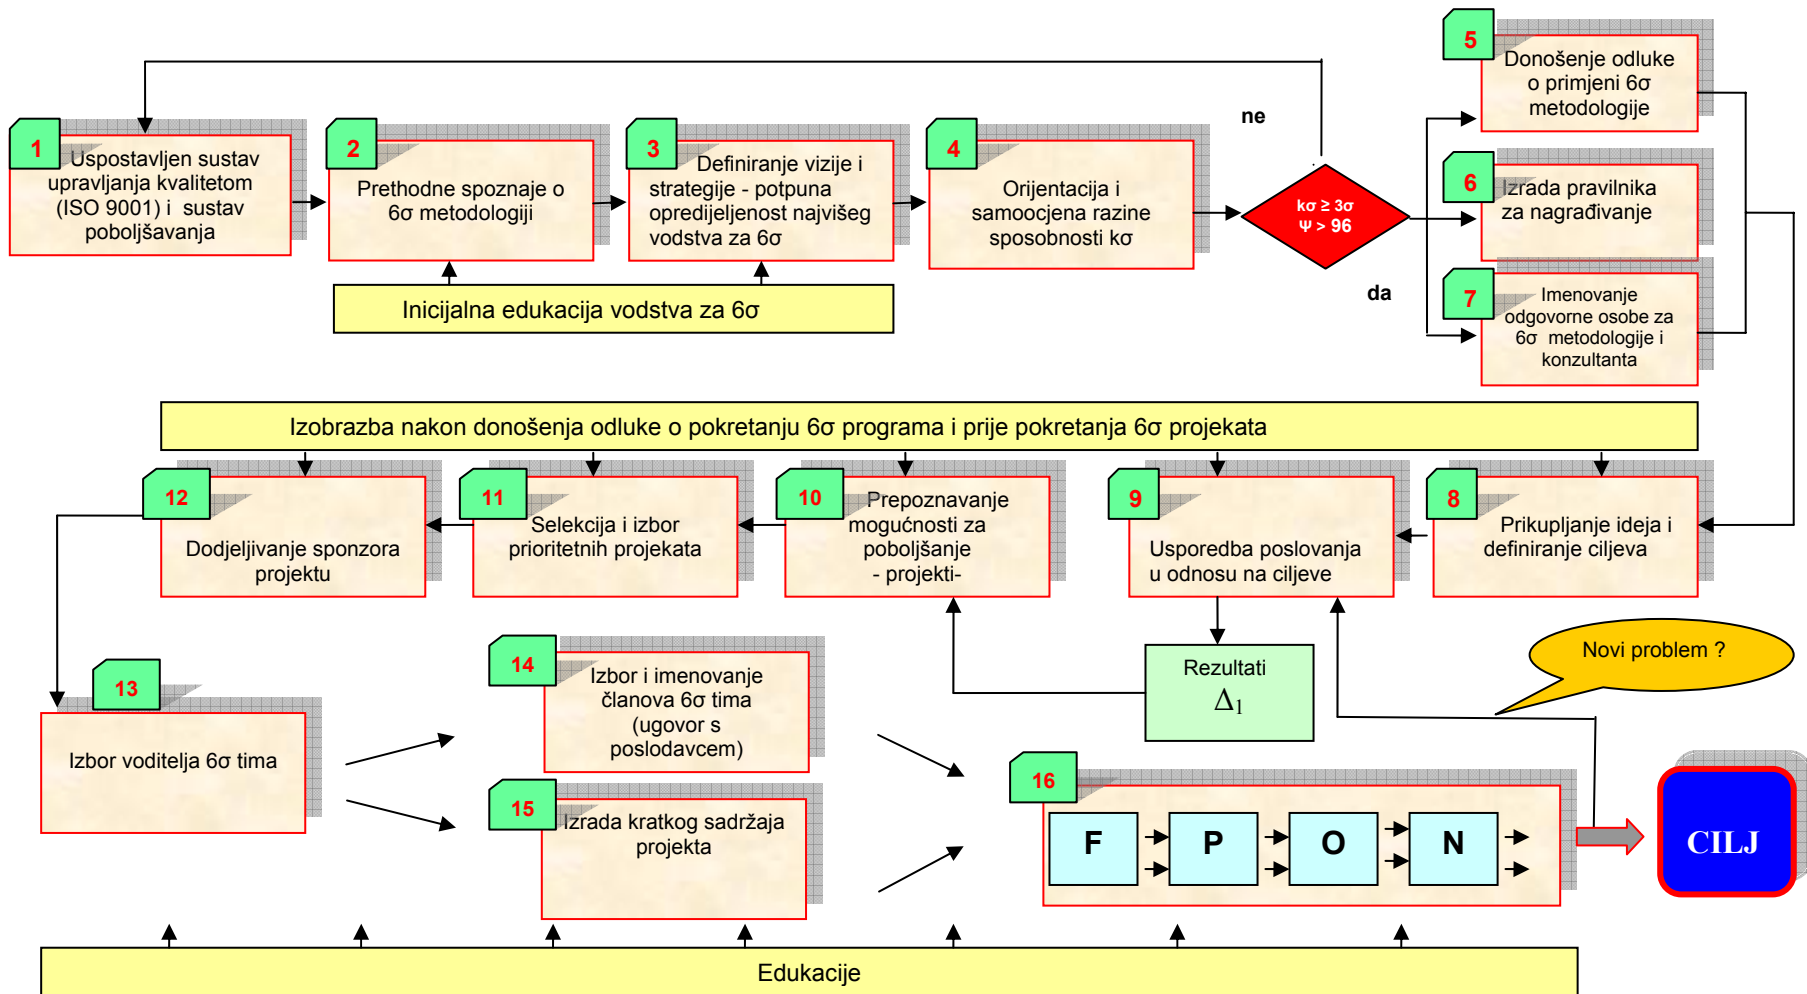 1
Uspostavljen sustav
upravljanja kvalitetom
(ISO 9001) i sustav
poboljšavanja
2
Prethodne spoznaje o
6σ metodologiji
3
Definiranje vizije i
strategije - potpuna
opredijeljenost najvišeg
vodstva za 6σ
4
Orijentacija i
samoocjena razine
sposobnosti kσ
ne
kσ ≥ 3σ
Ψ > 96
da
5
Donošenje odluke
o primjeni 6σ
metodologije
6
Izrada pravilnika
za nagrađivanje
7
Imenovanje
odgovorne osobe za
6σ metodologije i
konzultanta
Inicijalna edukacija vodstva za 6σ
Izobrazba nakon donošenja odluke o pokretanju 6σ programa i prije pokretanja 6σ projekata
12
Dodjeljivanje sponzora
projektu
11
Selekcija i izbor
prioritetnih projekata
10
Prepoznavanje
mogućnosti za
poboljšanje
- projekti-
9
Usporedba poslovanja
u odnosu na ciljeve
8
Prikupljanje ideja i
definiranje ciljeva
Rezultati
Δ1
Novi problem ?
13
Izbor voditelja 6σ tima
14
Izbor i imenovanje
članova 6σ tima
(ugovor s
poslodavcem)
15
Izrada kratkog sadržaja
projekta
16
F P O N
CILJ
Edukacije